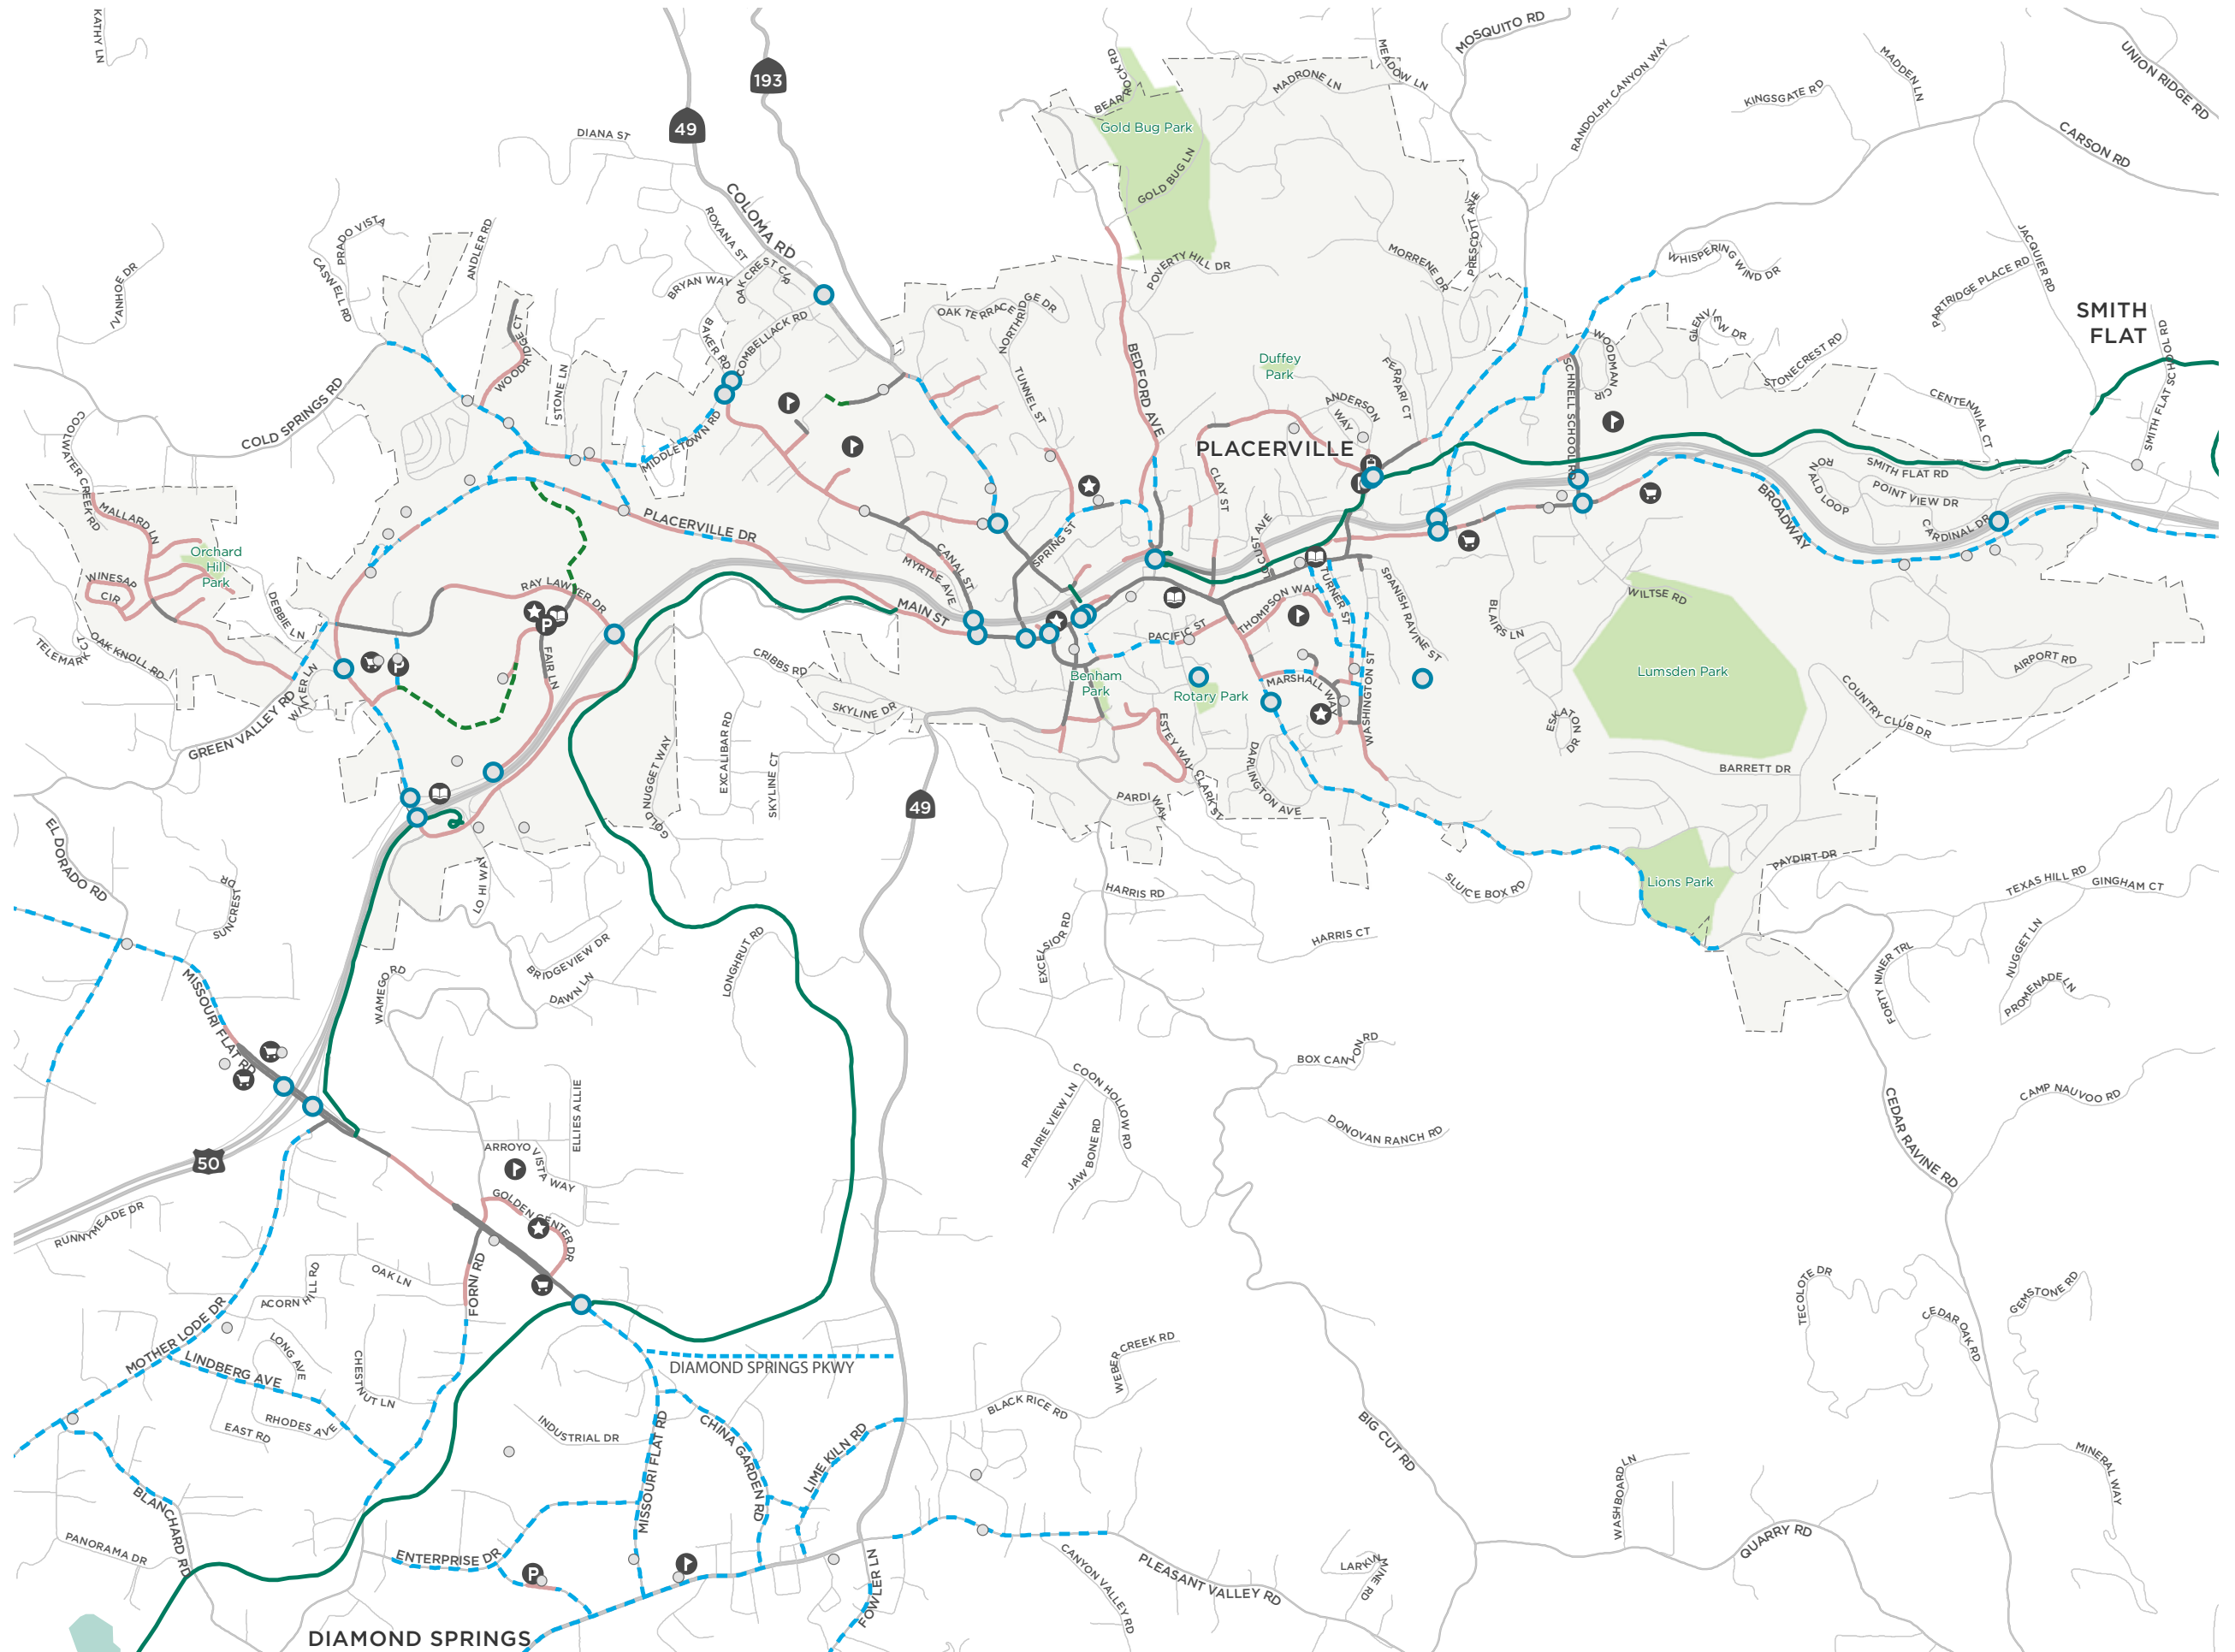 KATHY LN
193
49
DIANA ST
COLOMA RD
ROXANA ST
BRYAN WAY
OAK CREST CIR
BAKER RD
COMBELLACK RD
PRADO VISTA
CASWELL RD
ANDLER RD
IVANHOE DR
BEAR ROCK RD
Gold Bug Park
GOLD BUG LN
MADRONE LN
MEADOW LN
MOSQUITO RD
RANDOLPH CANYON WAY
KINGSGATE RD
MADDEN LN
UNION RIDGE RD
CARSON RD
PRESCOTT AVE
MORRENE DR
POVERTY HILL DR
WHISPERING WIND DR
JACQUIER RD
PARTRIDGE PLACE RD
SMITH
FLAT
SMITH FLAT SCHOOL RD
GLENVIEW DR
STONECREST RD
WOODMAN CIR
SCHNELL SCHOOL RD
CENTENNIAL CT
OAK TERRACE
NORTHRIDGE DR
TUNNEL ST
BEDFORD AVE
Duffey
Park
ANDERSON
WAY
FERRARI CT
PLACERVILLE
CLAY ST
LOCUST AVE
SPRING ST
WOODRIDGE CT
STONE LN
MIDDLETOWN RD
PLACERVILLE DR
COLD SPRINGS RD
COOLWATER CREEK RD
MALLARD LN
Orchard
Hill
Park
WINESAP
CIR
TELEMARK CT
OAK KNOLL RD
DEBBIE LN
WALKER LN
GREEN VALLEY RD
RAY LAWYER DR
FAIR LN
MYRTLE AVE
CANAL ST
MAIN ST
CRIBBS RD
SKYLINE DR
SKYLINE CT
EXCALIBAR RD
GOLD NUGGET WAY
49
Benham
Park
PACIFIC ST
Rotary Park
THOMPSON WAY
TURNER ST
MARSHALL WAY
WASHINGTON ST
SPANISH RAVINE ST
ESTEY WAY
CLARK ST
DARLINGTON AVE
PARDI WAY
BLAIRS LN
ESKATON DR
WILTSE RD
Lumsden Park
BARRETT DR
AIRPORT RD
COUNTRY CLUB DR
BROADWAY
RONALD LOOP
SMITH FLAT RD
POINT VIEW DR
CARDINAL DR
Lions Park
PAYDIRT DR
SLUICE BOX RD
TEXAS HILL RD
GINGHAM CT
NUGGET LN
PROMENADE LN
FORTY NINER TRL
CAMP NAUVOO RD
CEDAR RAVINE RD
EL DORADO RD
SUNCREST DR
LO HI WAY
BRIDGEVIEW DR
DAWN LN
WAMEGO RD
LONGHRUT RD
HARRIS RD
EXCELSIOR RD
HARRIS CT
BOX CANYON RD
COON HOLLOW RD
PRAIRIE VIEW LN
JAW BONE RD
DONOVAN RANCH RD
MISSOURI FLAT RD
50
RUNNYMEADE DR
ELLIES ALLIE
ARROYO
VISTA WAY
GOLDEN CENTER DR
FORNI RD
OAK LN
ACORN HILL RD
LONG AVE
CHESTNUT LN
MOTHER LODE DR
LINDBERG AVE
EAST RD
RHODES AVE
BLANCHARD RD
PANORAMA DR
INDUSTRIAL DR
ENTERPRISE DR
MISSOURI FLAT RD
DIAMOND SPRINGS PKWY
CHINA GARDEN RD
LIME KILN RD
BLACK RICE RD
WEBER CREEK RD
FOWLER LN
DIAMOND SPRINGS
CANYON VALLEY RD
PLEASANT VALLEY RD
LARKIN MINE RD
BIG CUT RD
WASHBOARD LN
QUARRY RD
TECOLOTE DR
CEDAR OAK RD
GEMSTONE RD
MINERAL WAY
P
P
P